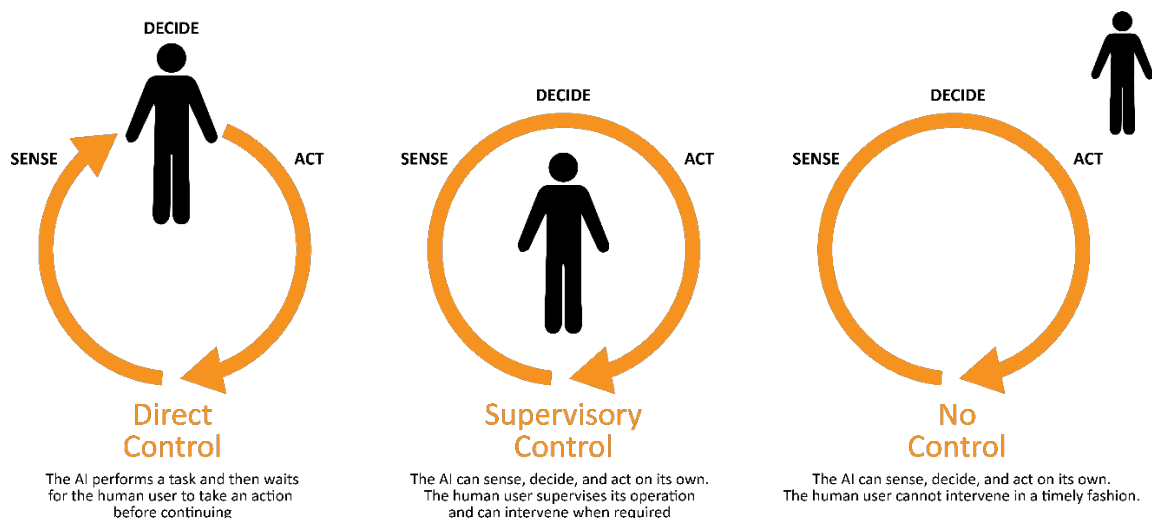 DECIDE
SENSE
ACT
Direct
Control
The AI performs a task and then waits
for the human user to take an action
before continuing
DECIDE
SENSE
ACT
Supervisory
Control
The AI can sense, decide, and act on its own.
The human user supervises its operation
and can intervene when required
DECIDE
SENSE
ACT
No
Control
The AI can sense, decide, and act on its own.
The human user cannot intervene in a timely fashion.